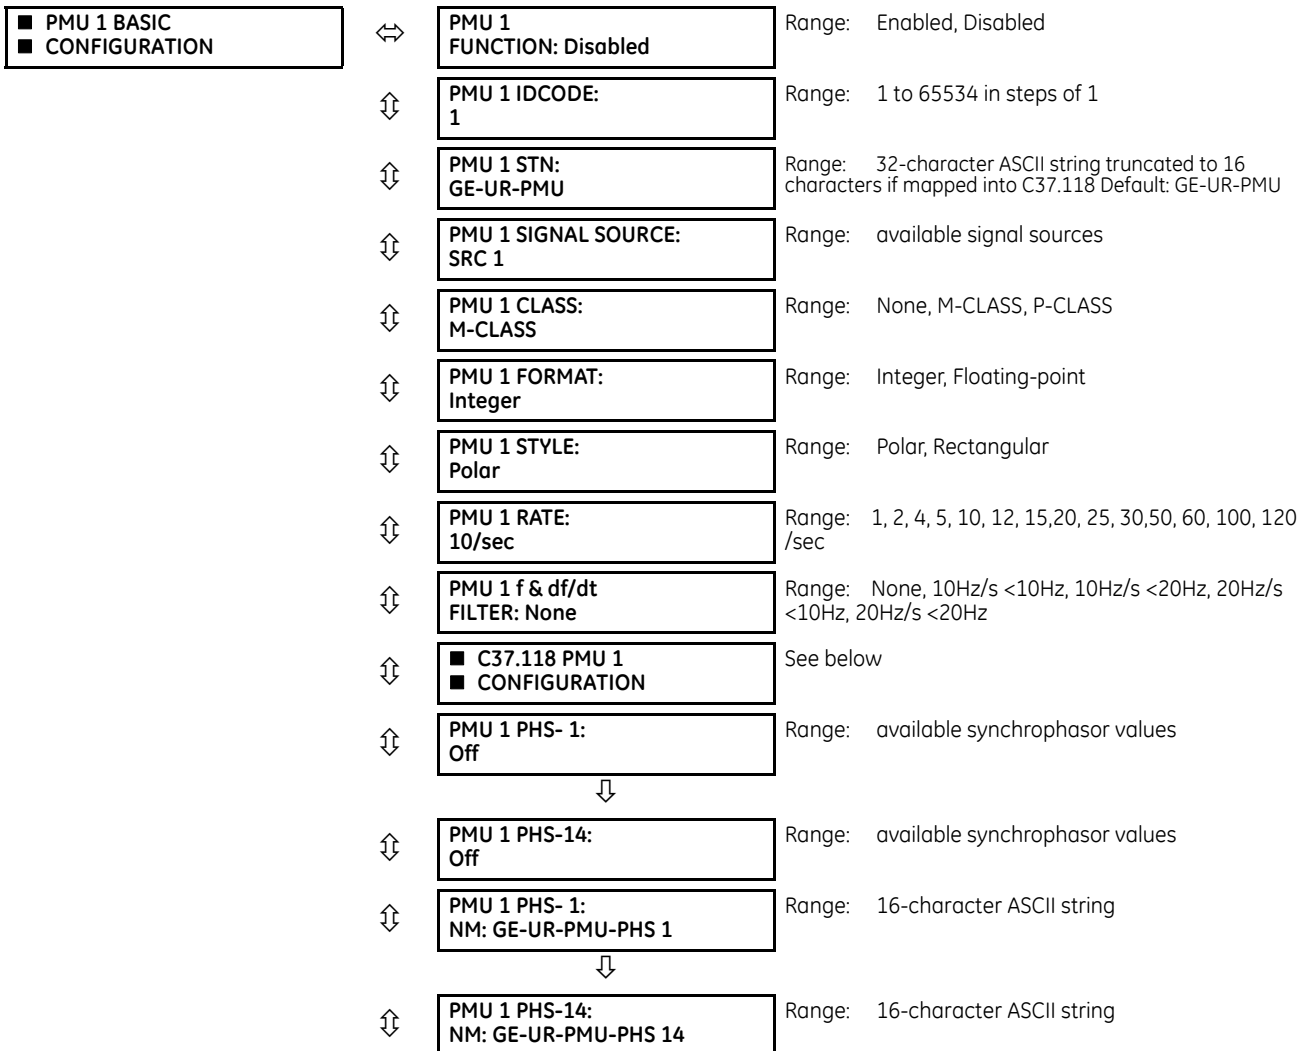 ■ PMU 1 BASIC
■ CONFIGURATION
PMU 1
FUNCTION: Disabled
Range: Enabled, Disabled
PMU 1 IDCODE:
1
Range: 1 to 65534 in steps of 1
PMU 1 STN:
GE-UR-PMU
Range: 32-character ASCII string truncated to 16
characters if mapped into C37.118 Default: GE-UR-PMU
PMU 1 SIGNAL SOURCE:
SRC 1
Range: available signal sources
PMU 1 CLASS:
M-CLASS
Range: None, M-CLASS, P-CLASS
PMU 1 FORMAT:
Integer
Range: Integer, Floating-point
PMU 1 STYLE:
Polar
Range: Polar, Rectangular
PMU 1 RATE:
10/sec
Range: 1, 2, 4, 5, 10, 12, 15,20, 25, 30,50, 60, 100, 120
/sec
PMU 1 f & df/dt
FILTER: None
Range: None, 10Hz/s <10Hz, 10Hz/s <20Hz, 20Hz/s
<10Hz, 20Hz/s <20Hz
■ C37.118 PMU 1
■ CONFIGURATION
See below
PMU 1 PHS- 1:
Off
Range: available synchrophasor values
PMU 1 PHS-14:
Off
Range: available synchrophasor values
PMU 1 PHS- 1:
NM: GE-UR-PMU-PHS 1
Range: 16-character ASCII string
PMU 1 PHS-14:
NM: GE-UR-PMU-PHS 14
Range: 16-character ASCII string